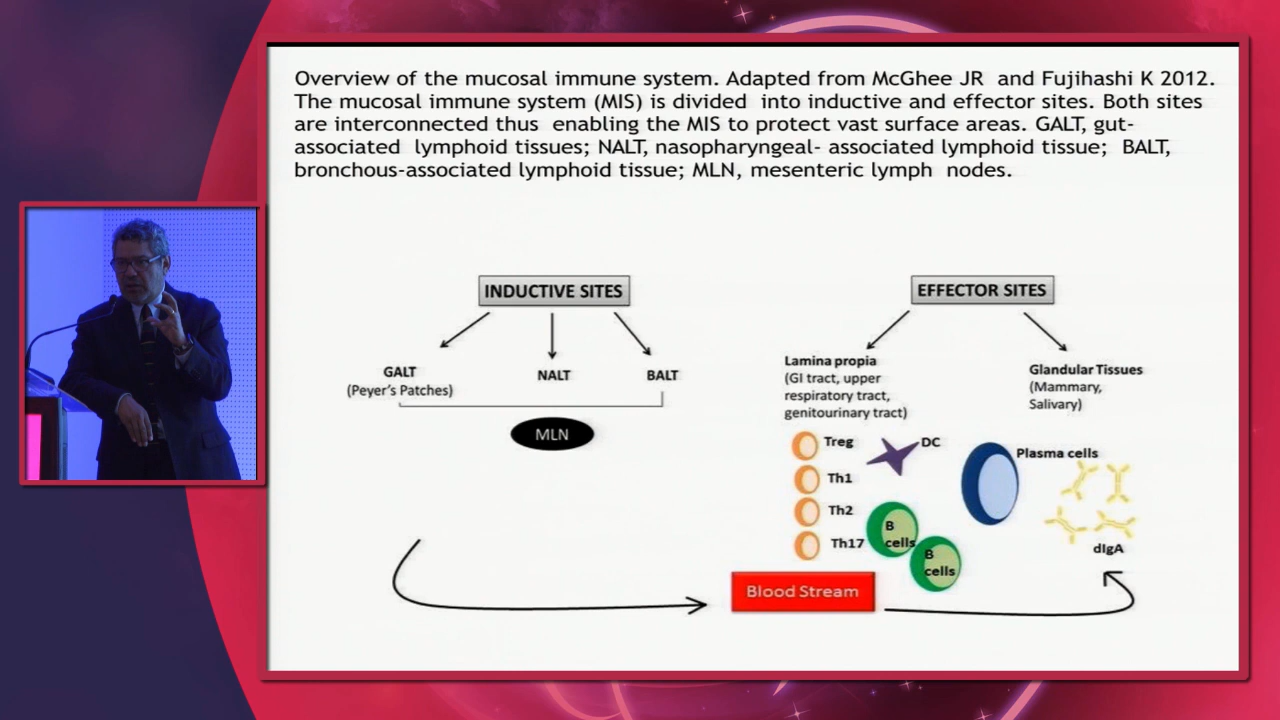 Overview of the mucosal immune system. Adapted from McGhee JR and Fujihashi K 2012.
The mucosal immune system (MIS) is divided into inductive and effector sites. Both sites
are interconnected thus enabling the MIS to protect vast surface areas. GALT, gut-
associated lymphoid tissues; NALT, nasopharyngeal- associated lymphoid tissue; BALT,
bronchous-associated lymphoid tissue; MLN, mesenteric lymph nodes.
INDUCTIVE SITES
GALT
(Peyer's Patches)
NALT
BALT
MLN
EFFECTOR SITES
Lamina propia
(GI tract, upper
respiratory tract,
genitourinary tract)
Glandular Tissues
(Mammary,
Salivary)
Treg
Th1
Th2
Th17
DC
B
cells
B
cells
Plasma cells
dIgA
Blood Stream